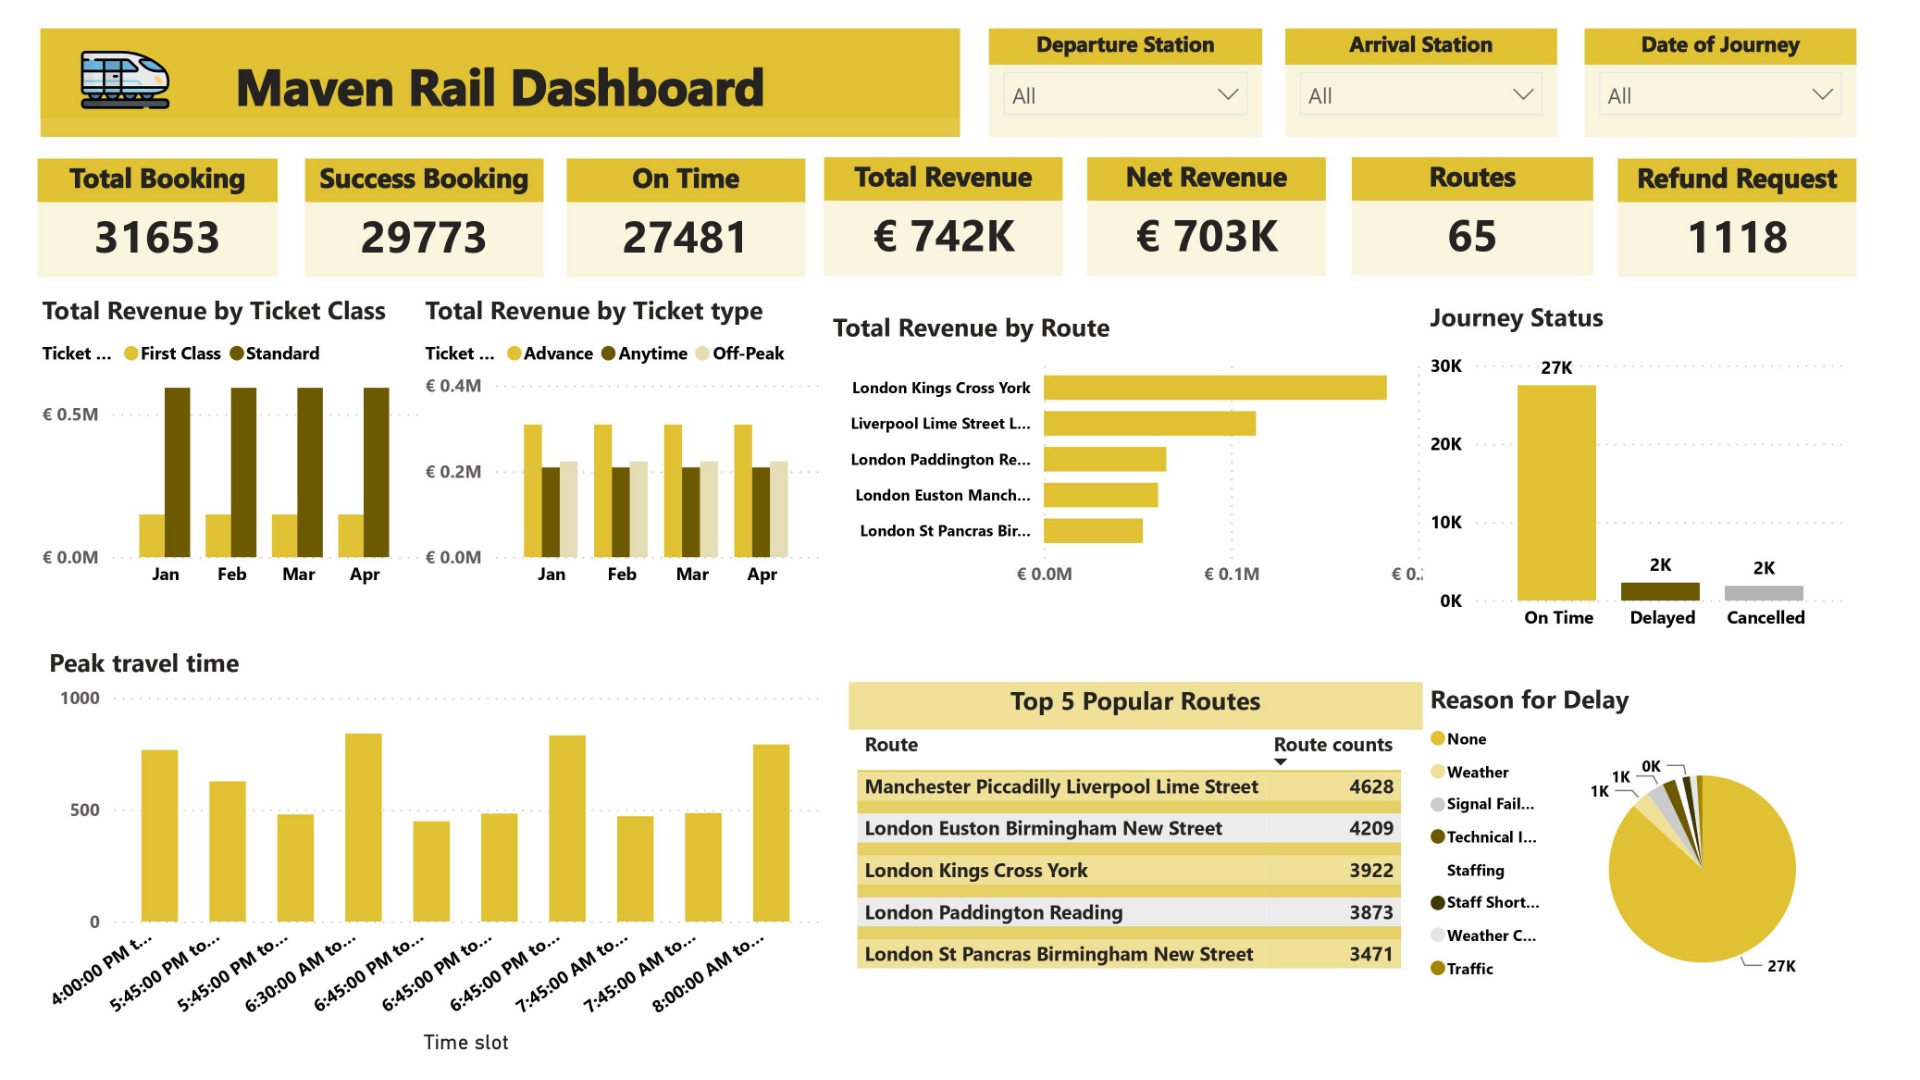 Maven Rail Dashboard
Departure Station
All
Arrival Station
All
Date of Journey
All
Total Booking
31653
Success Booking
29773
On Time
27481
Total Revenue
€ 742K
Net Revenue
€ 703K
Routes
65
Refund Request
1118
Total Revenue by Ticket Class
Ticket ... First Class Standard
€ 0.5M
€ 0.0M
Jan Feb Mar Apr
Total Revenue by Ticket type
Ticket ... Advance Anytime Off-Peak
€ 0.4M
€ 0.2M
€ 0.0M
Jan Feb Mar Apr
Total Revenue by Route
London Kings Cross York
Liverpool Lime Street L...
London Paddington Re...
London Euston Manch...
London St Pancras Bir...
€ 0.0M € 0.1M € 0.
Journey Status
30K
20K
10K
0K
27K
2K
2K
On Time Delayed Cancelled
Peak travel time
1000
500
0
4:00:00 PM t...
5:45:00 PM to...
5:45:00 PM to...
6:30:00 AM to...
6:45:00 PM to...
6:45:00 PM to...
6:45:00 PM to...
7:45:00 AM to...
7:45:00 AM to...
8:00:00 AM to...
Time slot
Top 5 Popular Routes
Route Route counts
Manchester Piccadilly Liverpool Lime Street 4628
London Euston Birmingham New Street 4209
London Kings Cross York 3922
London Paddington Reading 3873
London St Pancras Birmingham New Street 3471
Reason for Delay
None
Weather
Signal Fail...
Technical I...
Staffing
Staff Short...
Weather C...
Traffic
0K
1K
1K
27K